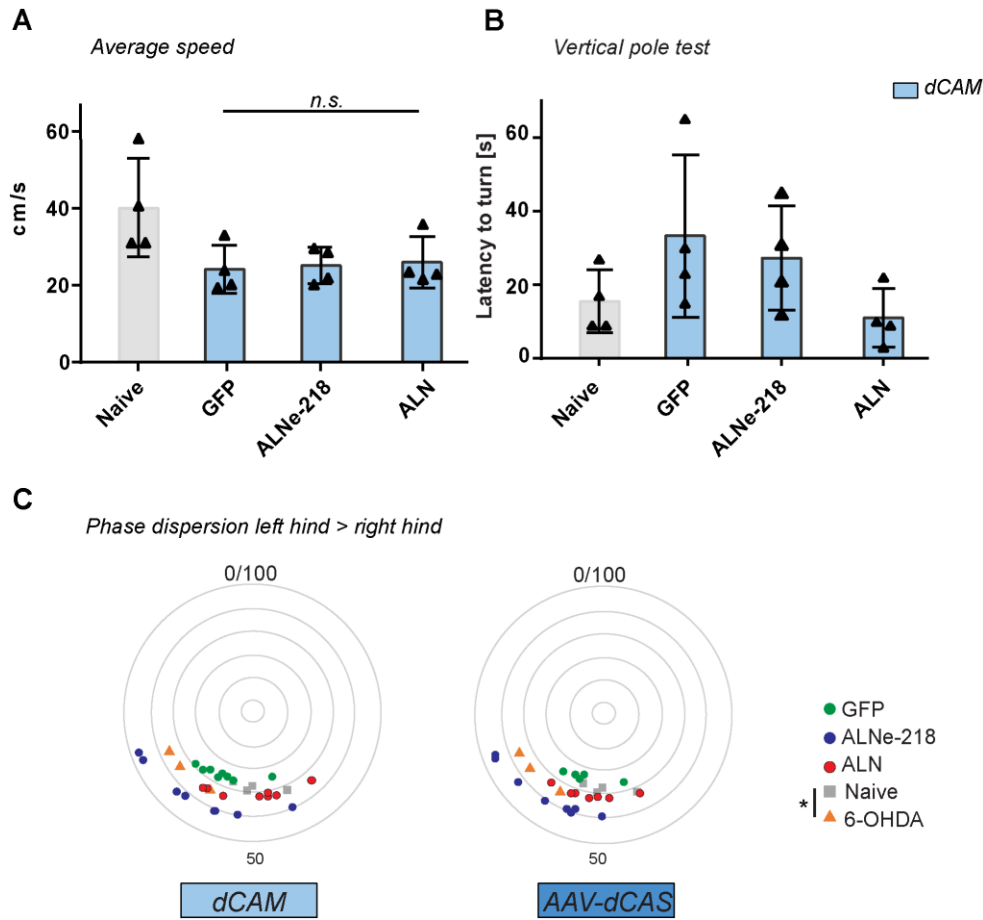 A
Average speed
n.s.
cm/s
60
40
20
0
Naive
GFP
ALNe-218
ALN
B
Vertical pole test
dCAM
Latency to turn [s]
60
40
20
0
Naive
GFP
ALNe-218
ALN
C
Phase dispersion left hind > right hind
0/100
0/100
50
50
GFP
ALNe-218
ALN
Naive
6-OHDA
*
dCAM
AAV-dCAS